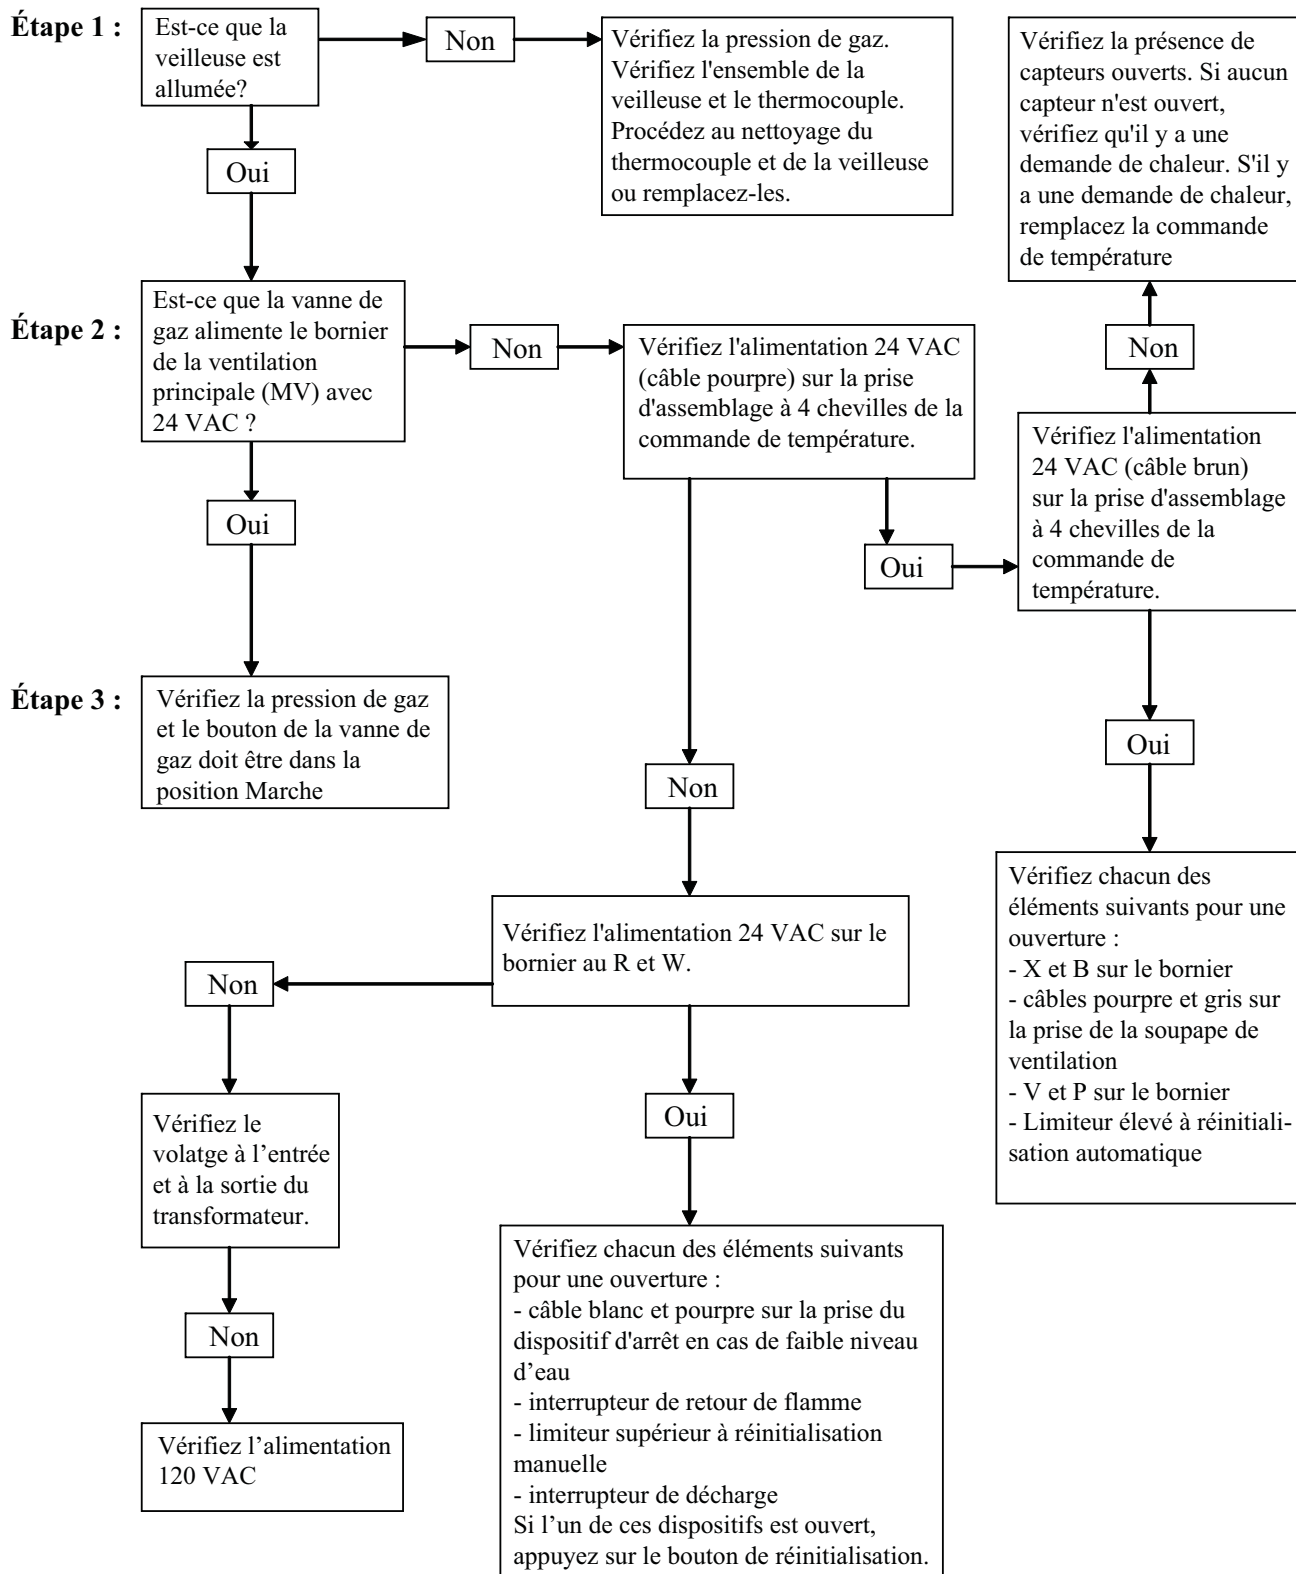 Étape 1 :
Est-ce que la
veilleuse est
allumée?
Non
Vérifiez la pression de gaz.
Vérifiez l'ensemble de la
veilleuse et le thermocouple.
Procédez au nettoyage du
thermocouple et de la veilleuse
ou remplacez-les.
Vérifiez la présence de
capteurs ouverts. Si aucun
capteur n'est ouvert,
vérifiez qu'il y a une
demande de chaleur. S'il y
a une demande de chaleur,
remplacez la commande
de température
Oui
Étape 2 :
Est-ce que la vanne de
gaz alimente le bornier
de la ventilation
principale (MV) avec
24 VAC ?
Non
Vérifiez l'alimentation 24 VAC
(câble pourpre) sur la prise
d'assemblage à 4 chevilles de la
commande de température.
Non
Vérifiez l'alimentation
24 VAC (câble brun)
sur la prise d'assemblage
à 4 chevilles de la
commande de
température.
Oui
Oui
Étape 3 :
Vérifiez la pression de gaz
et le bouton de la vanne de
gaz doit être dans la
position Marche
Non
Oui
Vérifiez l'alimentation 24 VAC sur le
bornier au R et W.
Vérifiez chacun des
éléments suivants pour une
ouverture :
- X et B sur le bornier
- câbles pourpre et gris sur
la prise de la soupape de
ventilation
- V et P sur le bornier
- Limiteur élevé à réinitiali-
sation automatique
Non
Vérifiez le
volatge à l’entrée
et à la sortie du
transformateur.
Oui
Non
Vérifiez l’alimentation
120 VAC
Vérifiez chacun des éléments suivants
pour une ouverture :
- câble blanc et pourpre sur la prise du
dispositif d'arrêt en cas de faible niveau
d’eau
- interrupteur de retour de flamme
- limiteur supérieur à réinitialisation
manuelle
- interrupteur de décharge
Si l’un de ces dispositifs est ouvert,
appuyez sur le bouton de réinitialisation.